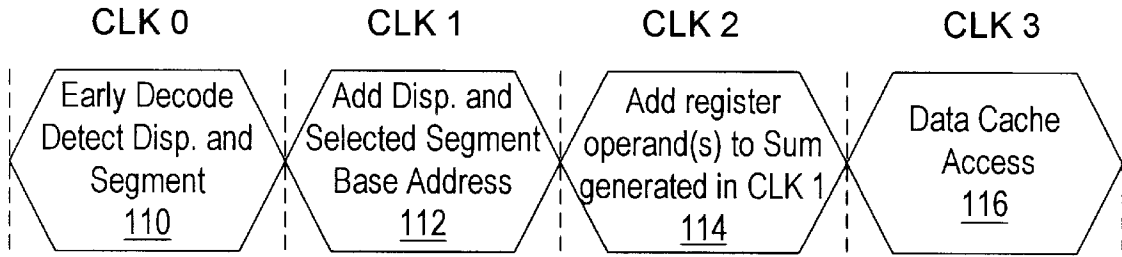 CLK 0
CLK 1
CLK 2
CLK 3
Early Decode
Detect Disp. and
Segment
110
Add Disp. and
Selected Segment
Base Address
112
Add register
operand(s) to Sum
generated in CLK 1
114
Data Cache
Access
116